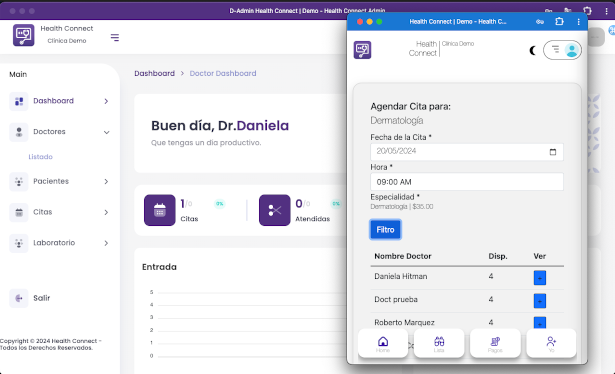 D-Admin Health Connect | Demo - Health Connect Admin
Health Connect
Clínica Demo
Main
Dashboard
Doctores
Listado
Pacientes
Citas
Laboratorio
Salir
Copyright © 2024 Health Connect -
Todos los Derechos Reservados.
Dashboard > Doctor Dashboard
Buen día, Dr.Daniela
Que tengas un día productivo.
1/0
0%
Citas
0/0
0%
Atendidas
Entrada
5
4
3
2
1
0
Health Connect | Demo - Health C...
Health | Clínica Demo
Connect |
Agendar Cita para:
Dermatología
Fecha de la Cita *
20/05/2024
Hora *
09:00 AM
Especialidad *
Dermatología | $35.00
Filtro
Nombre Doctor Disp. Ver
Daniela Hitman 4
Doct prueba 4
Roberto Marquez 4
Home Lista Pagos Yo